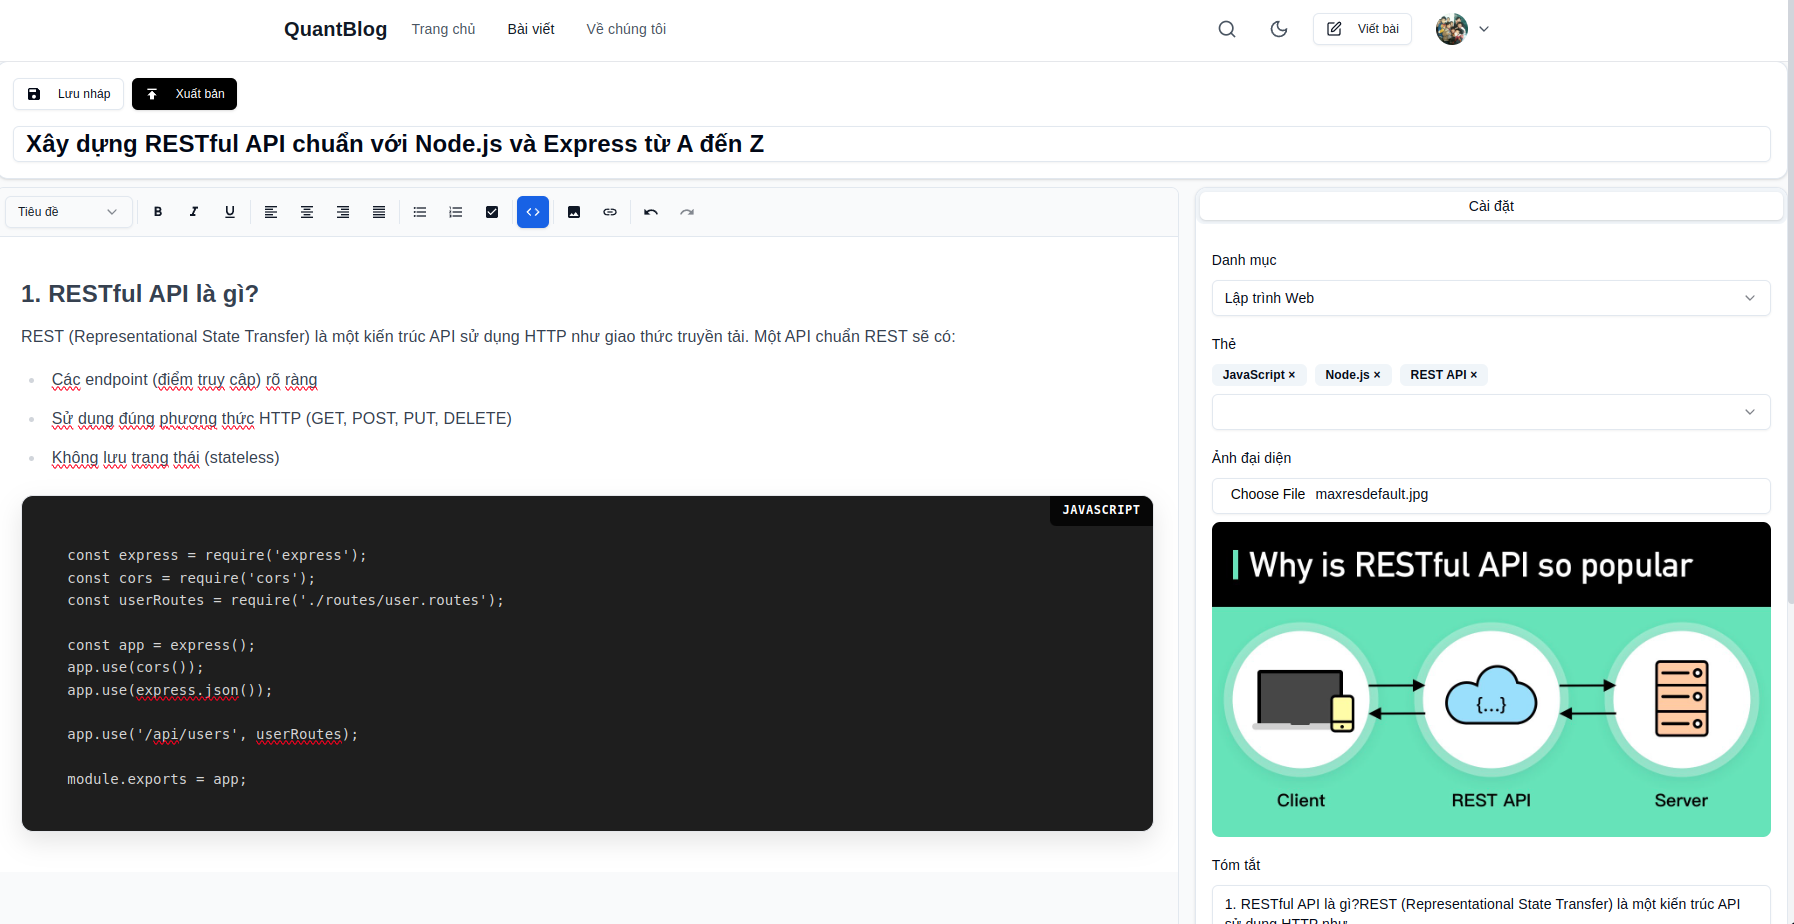 QuantBlog Trang chủ Bài viết Về chúng tôi Viết bài
Lưu nháp Xuất bản
Xây dựng RESTful API chuẩn với Node.js và Express từ A đến Z
Tiêu đề B I U
1. RESTful API là gì?
REST (Representational State Transfer) là một kiến trúc API sử dụng HTTP như giao thức truyền tải. Một API chuẩn REST sẽ có:
Các endpoint (điểm truy cập) rõ ràng
Sử dụng đúng phương thức HTTP (GET, POST, PUT, DELETE)
Không lưu trạng thái (stateless)
JAVASCRIPT
const express = require('express');
const cors = require('cors');
const userRoutes = require('./routes/user.routes');
const app = express();
app.use(cors());
app.use(express.json());
app.use('/api/users', userRoutes);
module.exports = app;
Cài đặt
Danh mục
Lập trình Web
Thẻ
JavaScript × Node.js × REST API ×
Ảnh đại diện
Choose File maxresdefault.jpg
Why is RESTful API so popular
{...}
Client REST API Server
Tóm tắt
1. RESTful API là gì?REST (Representational State Transfer) là một kiến trúc API
sử dụng HTTP như